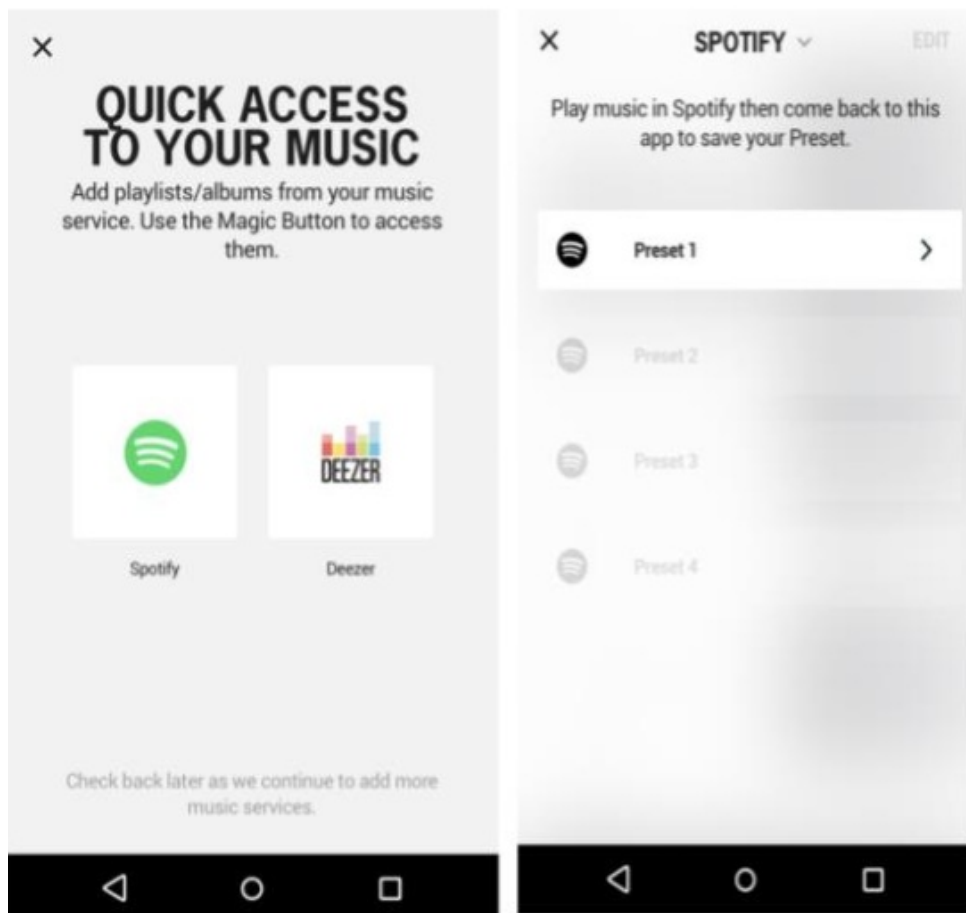 QUICK ACCESS
TO YOUR MUSIC
Add playlists/albums from your music
service. Use the Magic Button to access
them.
DEEZER
Spotify
Deezer
Check back later as we continue to add more
music services.
SPOTIFY
EDIT
Play music in Spotify then come back to this
app to save your Preset.
Preset 1
Preset 2
Preset 3
Preset 4